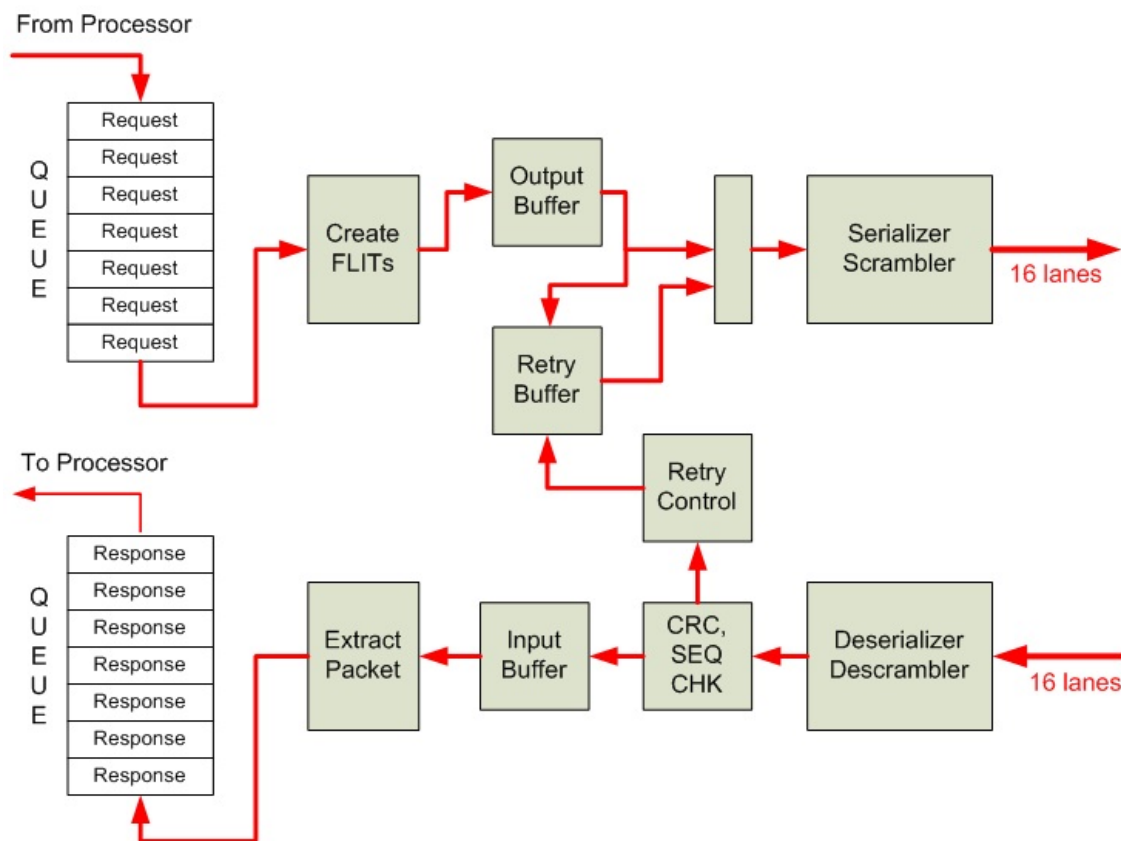 From Processor
QUEUE
Request
Request
Request
Request
Request
Request
Request
Create
FLITs
Output
Buffer
Retry
Buffer
Serializer
Scrambler
16 lanes
To Processor
QUEUE
Response
Response
Response
Response
Response
Response
Response
Extract
Packet
Input
Buffer
Retry
Control
CRC,
SEQ
CHK
Deserializer
Descrambler
16 lanes